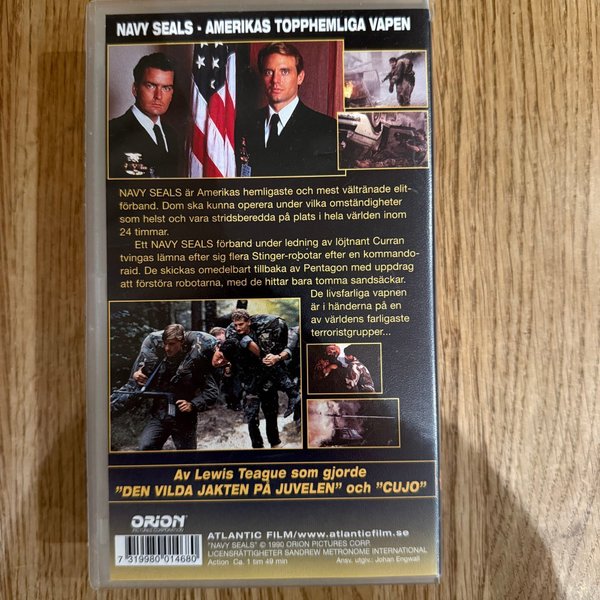 NAVY SEALS - AMERIKAS TOPPHEMLIGA VAPEN
NAVY SEALS är Amerikas hemligaste och mest vältränade elit-
förband. Dom ska kunna operera under vilka omständigheter
som helst och vara stridsberedda på plats i hela världen inom
24 timmar.
Ett NAVY SEALS förband under ledning av löjtnant Curran
tvingas lämna efter sig flera Stinger-robotar efter en kommando-
raid. De skickas omedelbart tillbaka av Pentagon med uppdrag
att förstöra robotarna, med de hittar bara tomma sandsäckar.
De livsfarliga vapnen
är i händerna på en
av världens farligaste
terroristgrupper...
Av Lewis Teague som gjorde
"DEN VILDA JAKTEN PÅ JUVELEN" och "CUJO"
ORION
PICTURES CORPORATION
7 319980 014680
ATLANTIC FILM/www.atlanticfilm.se
"NAVY SEALS" © 1990 ORION PICTURES CORP.
LICENSRÄTTIGHETER SANDREW METRONOME INTERNATIONAL
Action Ca. 1 tim 49 min Ansv. utgiv.: Johan Engwall